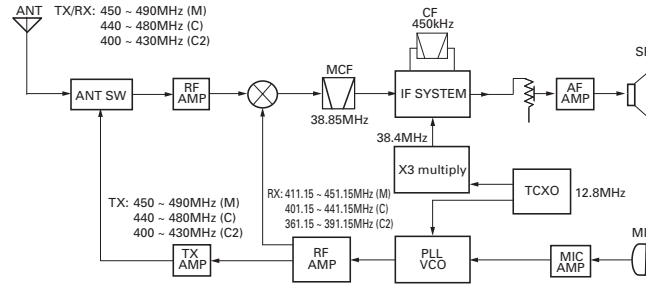 ANT
TX/RX: 450 ~ 490MHz (M)
440 ~ 480MHz (C)
400 ~ 430MHz (C2)
CF
450kHz
MCF
ANT SW
RF
AMP
IF SYSTEM
AF
AMP
38.85MHz
38.4MHz
X3 multiply
TCXO
12.8MHz
TX: 450 ~ 490MHz (M)
440 ~ 480MHz (C)
400 ~ 430MHz (C2)
RX: 411.15 ~ 451.15MHz (M)
401.15 ~ 441.15MHz (C)
361.15 ~ 391.15MHz (C2)
TX
AMP
RF
AMP
PLL
VCO
MIC
AMP